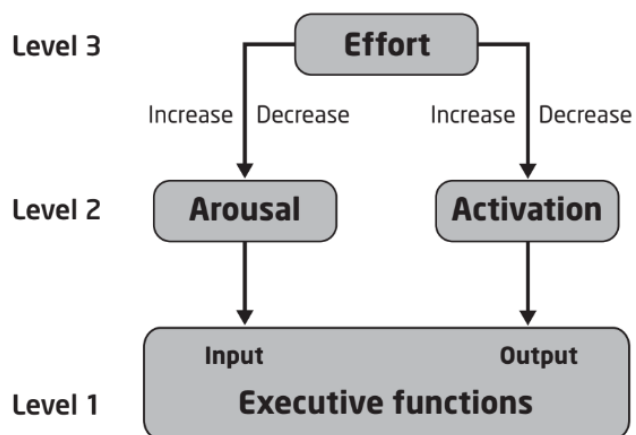 Level 3
Effort
Increase
Decrease
Increase
Decrease
Level 2
Arousal
Activation
Input
Output
Level 1
Executive functions